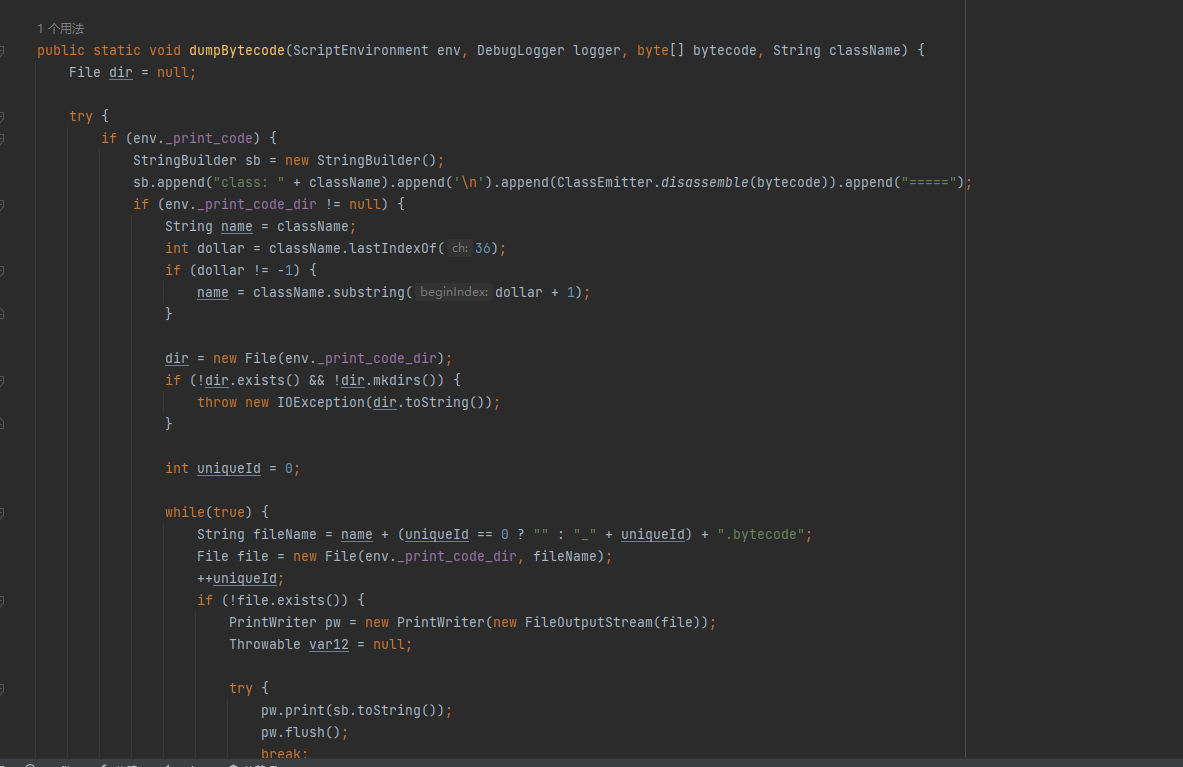 1 个用法
public static void dumpBytecode(ScriptEnvironment env, DebugLogger logger, byte[] bytecode, String className) {
File dir = null;
try {
if (env._print_code) {
StringBuilder sb = new StringBuilder();
sb.append("class: " + className).append('\n').append(ClassEmitter.disassemble(bytecode)).append("=====");
if (env._print_code_dir != null) {
String name = className;
int dollar = className.lastIndexOf( ch: 36);
if (dollar != -1) {
name = className.substring( beginIndex: dollar + 1);
}
dir = new File(env._print_code_dir);
if (!dir.exists() && !dir.mkdirs()) {
throw new IOException(dir.toString());
}
int uniqueId = 0;
while(true) {
String fileName = name + (uniqueId == 0 ? "" : "_" + uniqueId) + ".bytecode";
File file = new File(env._print_code_dir, fileName);
++uniqueId;
if (!file.exists()) {
PrintWriter pw = new PrintWriter(new FileOutputStream(file));
Throwable var12 = null;
try {
pw.print(sb.toString());
pw.flush();
break;